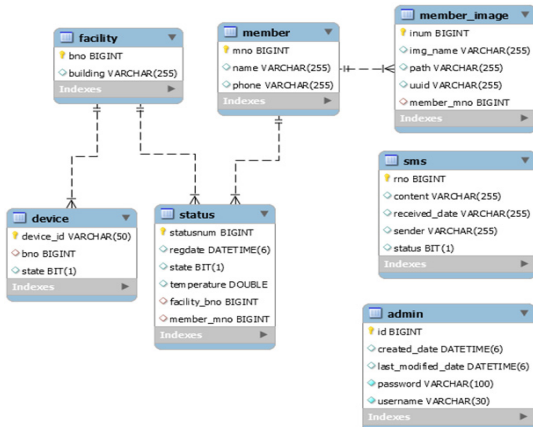 facility
bno BIGINT
building VARCHAR(255)
Indexes
member
mno BIGINT
name VARCHAR(255)
phone VARCHAR(255)
Indexes
member_image
inum BIGINT
img_name VARCHAR(255)
path VARCHAR(255)
uuid VARCHAR(255)
member_mno BIGINT
Indexes
sms
rno BIGINT
content VARCHAR(255)
received_date VARCHAR(255)
sender VARCHAR(255)
status BIT(1)
Indexes
device
device_id VARCHAR(50)
bno BIGINT
state BIT(1)
Indexes
status
statusnum BIGINT
regdate DATETIME(6)
state BIT(1)
temperature DOUBLE
facility_bno BIGINT
member_mno BIGINT
Indexes
admin
id BIGINT
created_date DATETIME(6)
last_modified_date DATETIME(6)
password VARCHAR(100)
username VARCHAR(30)
Indexes